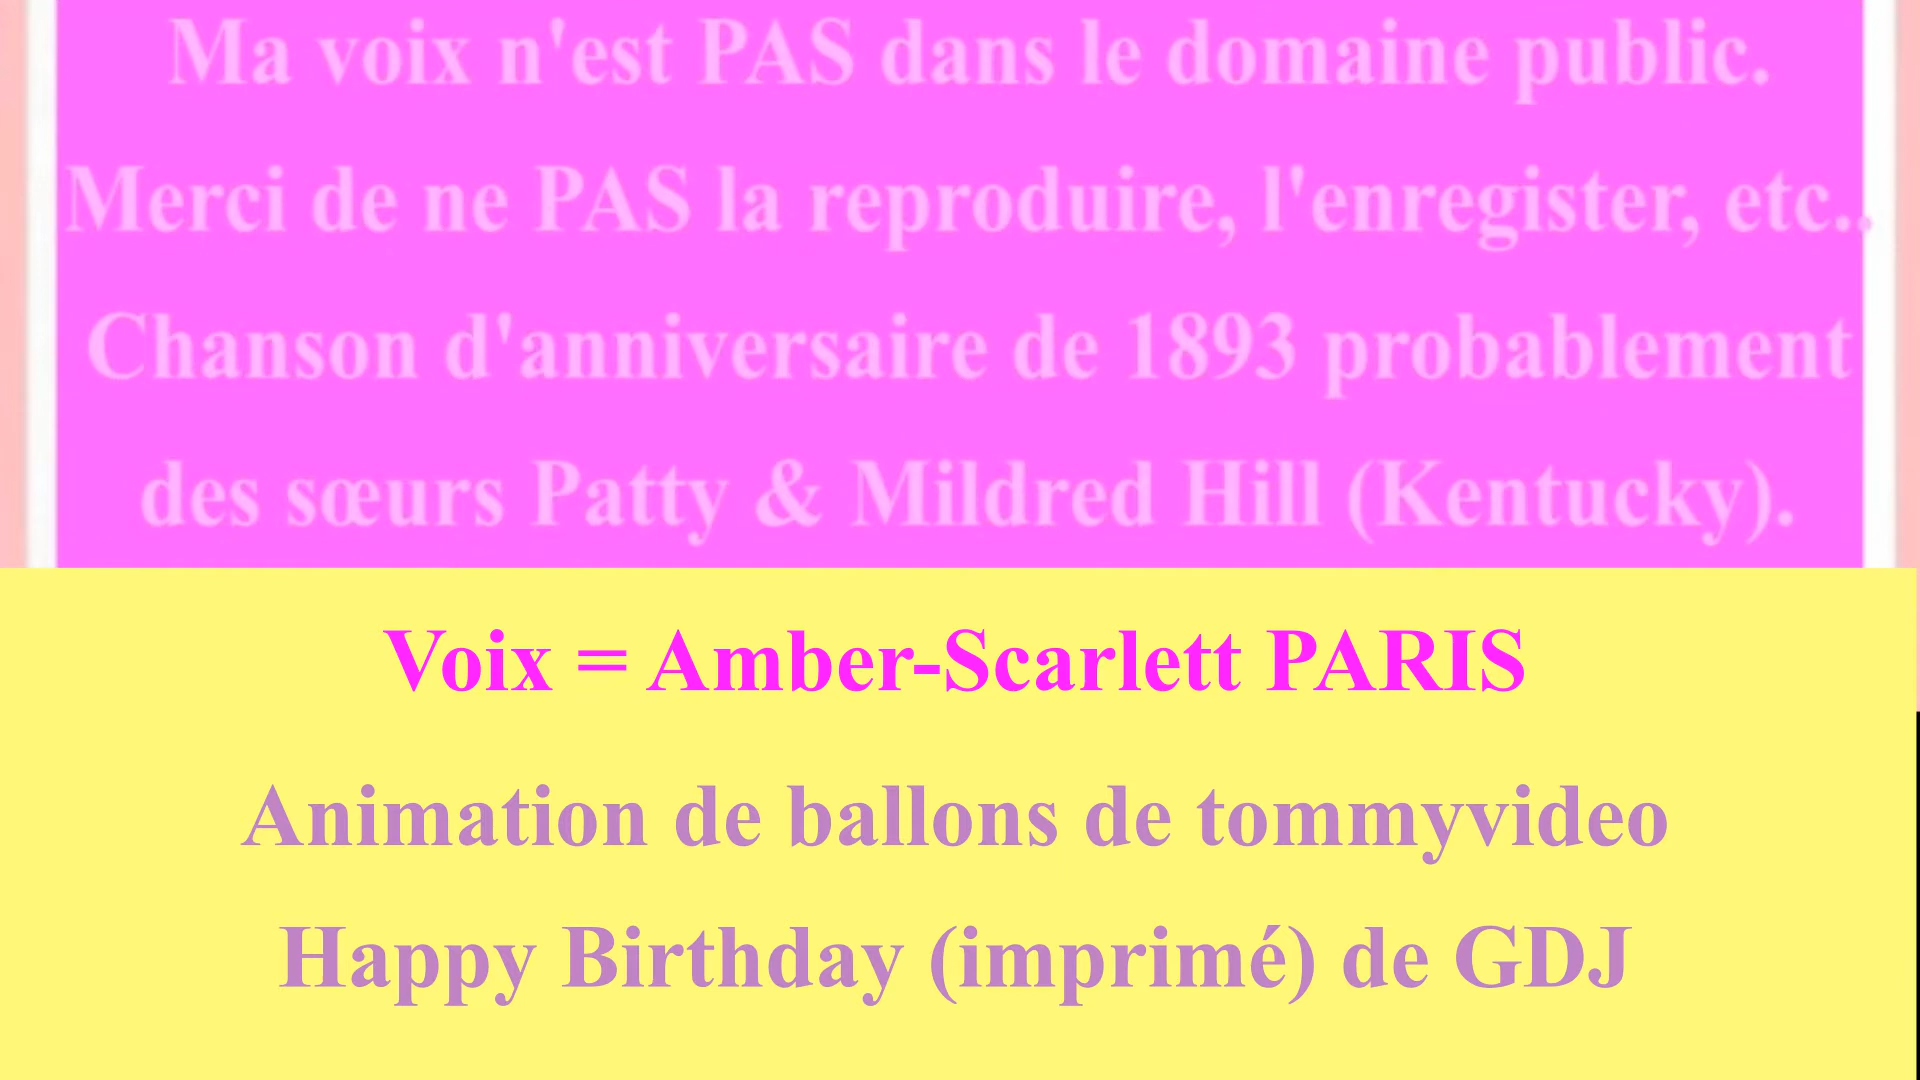 Ma voix n'est PAS dans le domaine public.
Merci de ne PAS la reproduire, l'enregister, etc..
Chanson d'anniversaire de 1893 probablement
des sœurs Patty & Mildred Hill (Kentucky).
Voix = Amber-Scarlett PARIS
Animation de ballons de tommyvideo
Happy Birthday (imprimé) de GDJ